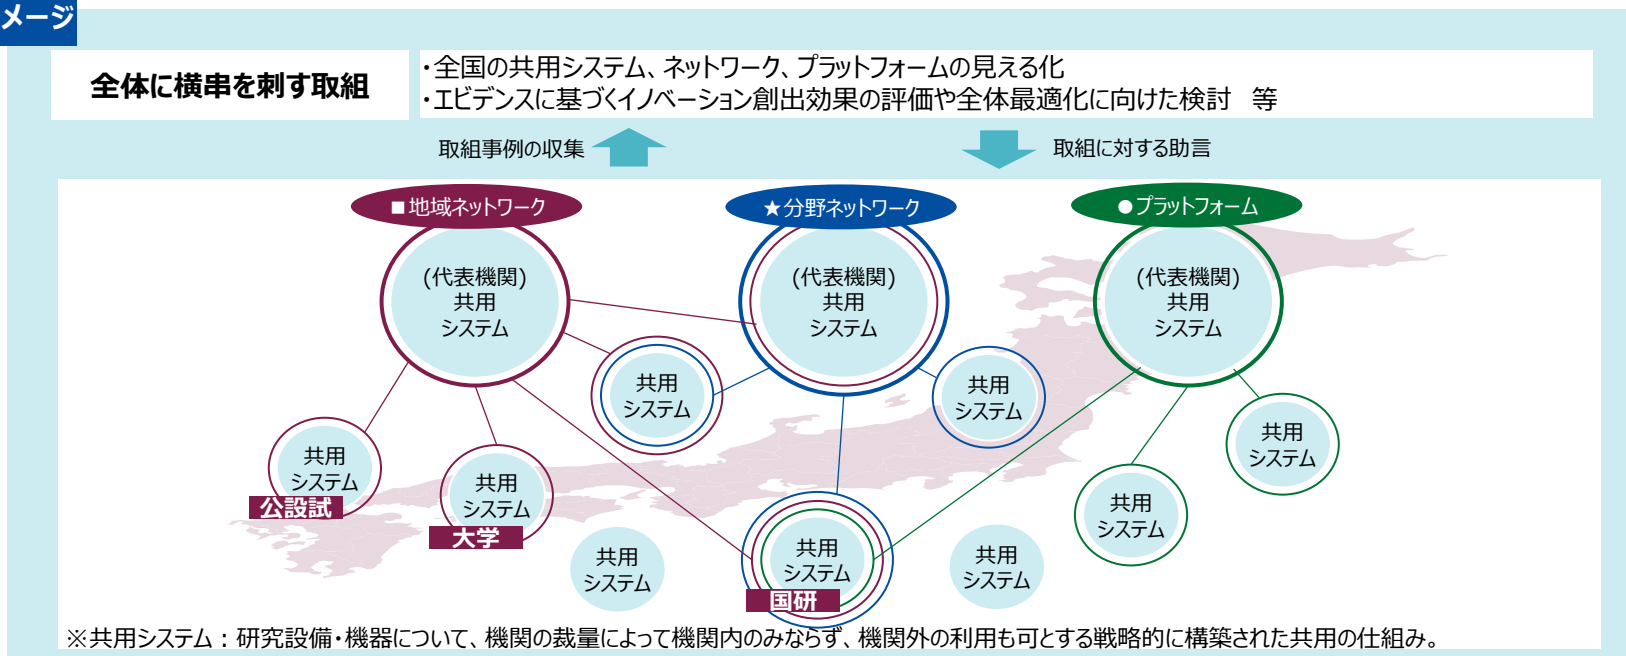 メージ
全体に横串を刺す取組
・全国の共用システム、ネットワーク、プラットフォームの見える化
・エビデンスに基づくイノベーション創出効果の評価や全体最適化に向けた検討　等
取組事例の収集
取組に対する助言
■地域ネットワーク
★分野ネットワーク
●プラットフォーム
(代表機関)
共用
システム
(代表機関)
共用
システム
(代表機関)
共用
システム
共用
システム
共用
システム
共用
システム
公設試
共用
システム
大学
共用
システム
共用
システム
共用
システム
国研
共用
システム
共用
システム
※共用システム：研究設備・機器について、機関の裁量によって機関内のみならず、機関外の利用も可とする戦略的に構築された共用の仕組み。